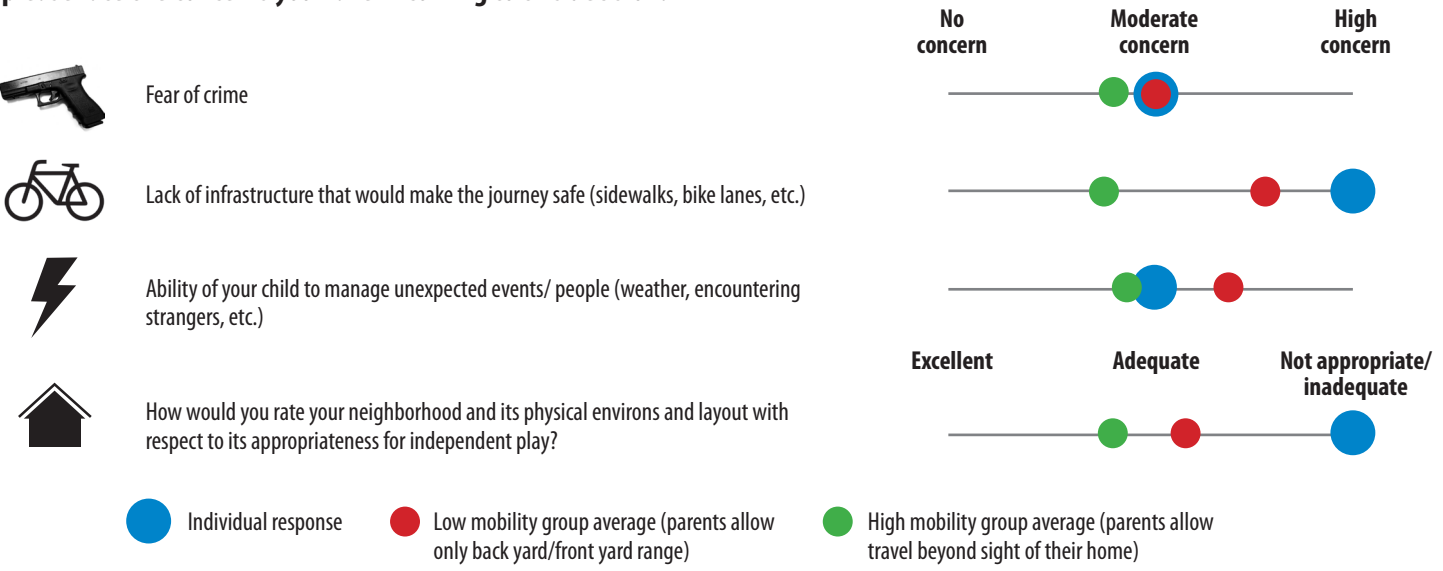 No
concern
Moderate
concern
High
concern
Fear of crime
Lack of infrastructure that would make the journey safe (sidewalks, bike lanes, etc.)
Ability of your child to manage unexpected events/ people (weather, encountering
strangers, etc.)
Excellent
Adequate
Not appropriate/
inadequate
How would you rate your neighborhood and its physical environs and layout with
respect to its appropriateness for independent play?
Individual response
Low mobility group average (parents allow
only back yard/front yard range)
High mobility group average (parents allow
travel beyond sight of their home)